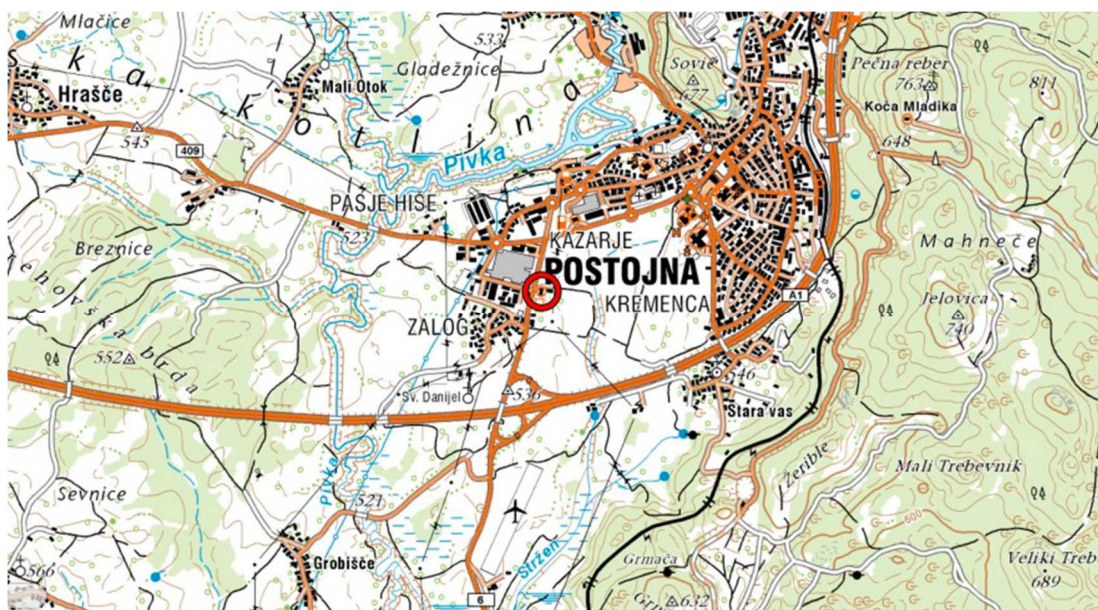 Mlačice
533
Pečna reber
Sovič
677
Gladežnice
Mali Otok
763
811
Hrašče
Koča Mladika
kotlina
545
Pivka
648
409
PASJE HIŠE
523
KAZARJE
Mahneče
Breznice
POSTOJNA
KREMENCA
A1
Jelovica
740
ZALOG
552
546
Sv. Danijel
536
Stara vas
Pivka
Žerible
Mali Trebevnik
Sevnice
521
600
Stržen
Grobišče
Grmača
Veliki Treb
689
566
6
632